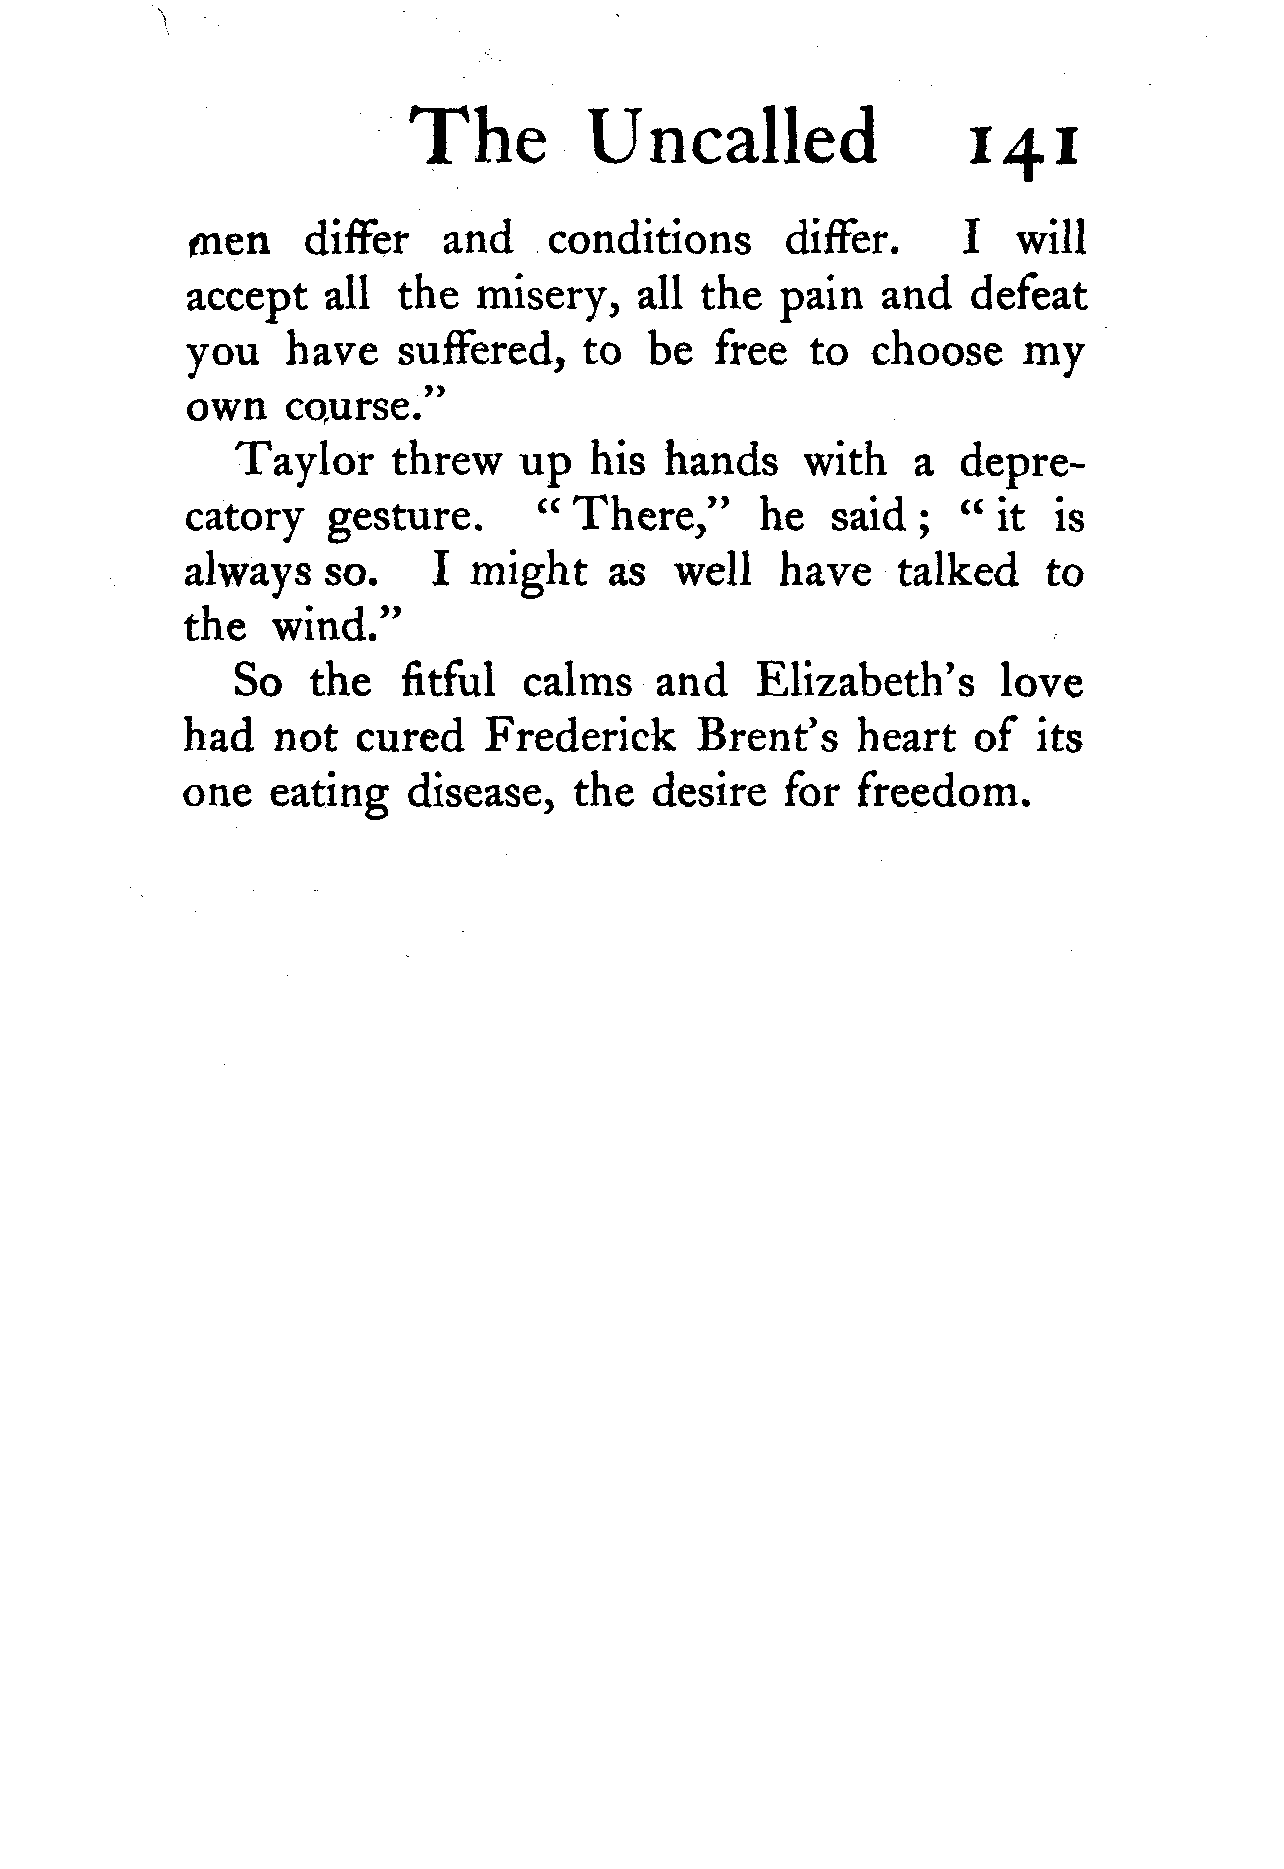 The Uncalled 141
men differ and conditions differ. I will
accept all the misery, all the pain and defeat
you have suffered, to be free to choose my
own course."
Taylor threw up his hands with a depre-
catory gesture. "There," he said; "it is
always so. I might as well have talked to
the wind."
So the fitful calms and Elizabeth's love
had not cured Frederick Brent's heart of its
one eating disease, the desire for freedom.